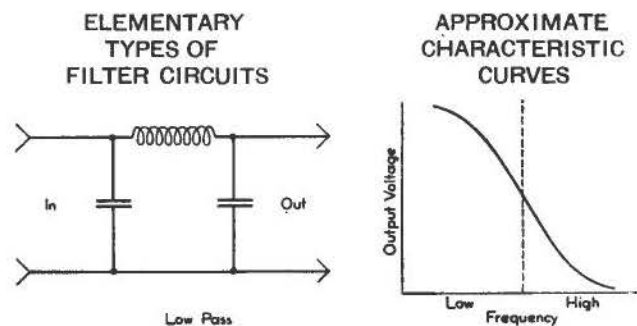 ELEMENTARY
TYPES OF
FILTER CIRCUITS
In
Out
Low Pass
APPROXIMATE
CHARACTERISTIC
CURVES
Output Voltage
Low
High
Frequency